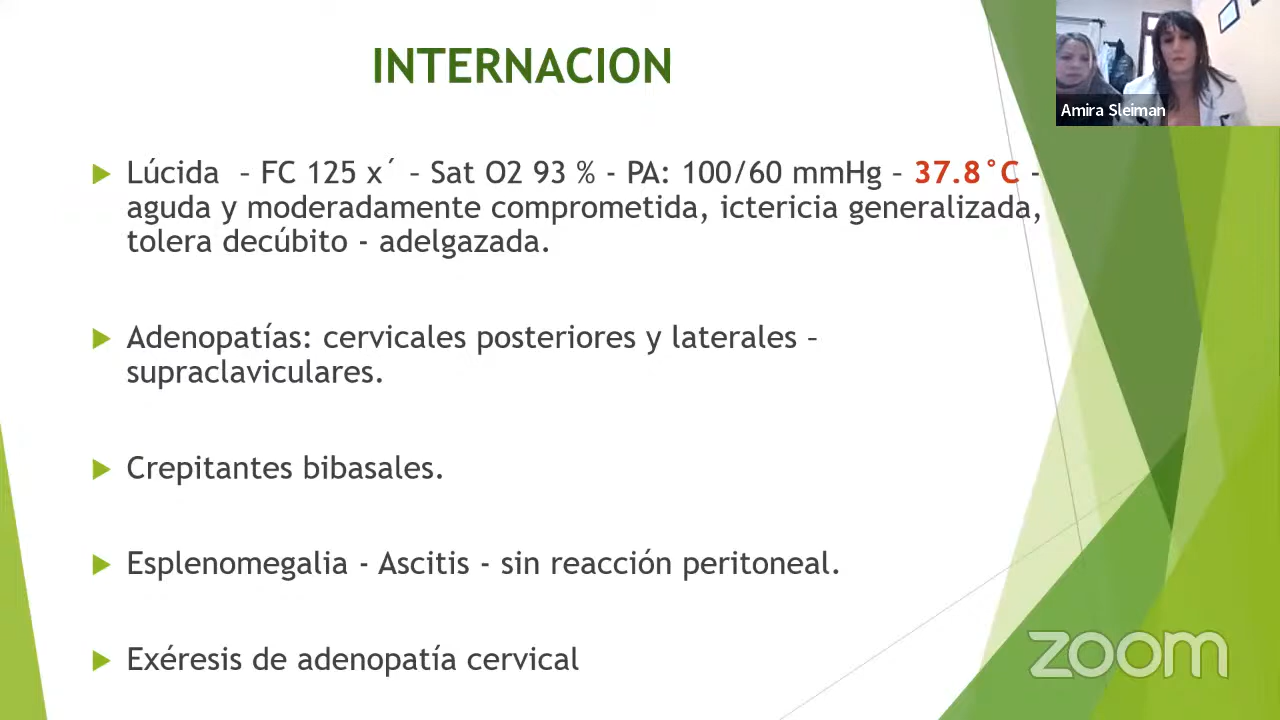 INTERNACION
Amira Sleiman
Lúcida – FC 125 x´ – Sat O2 93 % - PA: 100/60 mmHg – 37.8°C -
aguda y moderadamente comprometida, ictericia generalizada,
tolera decúbito - adelgazada.
Adenopatías: cervicales posteriores y laterales –
supraclaviculares.
Crepitantes bibasales.
Esplenomegalia - Ascitis - sin reacción peritoneal.
Exéresis de adenopatía cervical
zoom